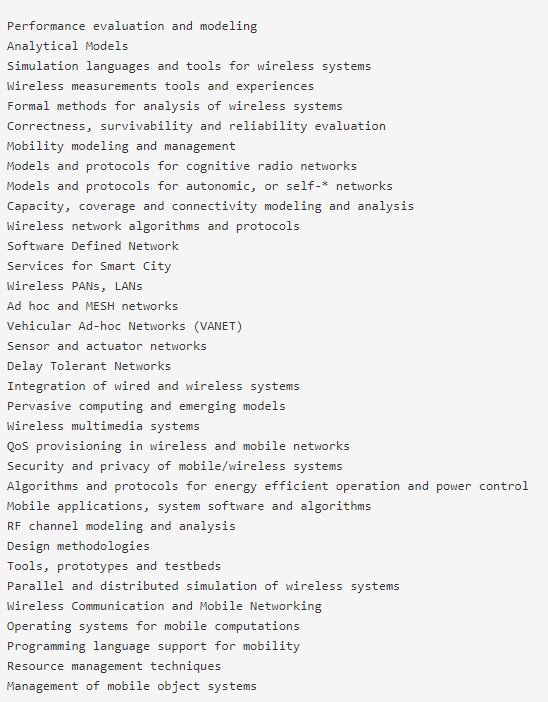 Performance evaluation and modeling
Analytical Models
Simulation languages and tools for wireless systems
Wireless measurements tools and experiences
Formal methods for analysis of wireless systems
Correctness, survivability and reliability evaluation
Mobility modeling and management
Models and protocols for cognitive radio networks
Models and protocols for autonomic, or self-* networks
Capacity, coverage and connectivity modeling and analysis
Wireless network algorithms and protocols
Software Defined Network
Services for Smart City
Wireless PANs, LANs
Ad hoc and MESH networks
Vehicular Ad-hoc Networks (VANET)
Sensor and actuator networks
Delay Tolerant Networks
Integration of wired and wireless systems
Pervasive computing and emerging models
Wireless multimedia systems
QoS provisioning in wireless and mobile networks
Security and privacy of mobile/wireless systems
Algorithms and protocols for energy efficient operation and power control
Mobile applications, system software and algorithms
RF channel modeling and analysis
Design methodologies
Tools, prototypes and testbeds
Parallel and distributed simulation of wireless systems
Wireless Communication and Mobile Networking
Operating systems for mobile computations
Programming language support for mobility
Resource management techniques
Management of mobile object systems